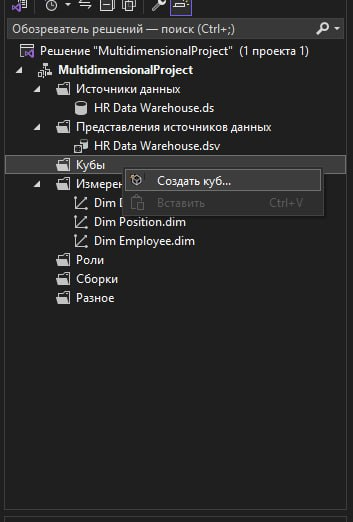 Обозреватель решений — поиск (Ctrl+;)
Решение "MultidimensionalProject" (1 проекта 1)
MultidimensionalProject
Источники данных
HR Data Warehouse.ds
Представления источников данных
HR Data Warehouse.dsv
Кубы
Создать куб...
Измерен
Вставить Ctrl+V
Dim
Dim Position.dim
Dim Employee.dim
Роли
Сборки
Разное